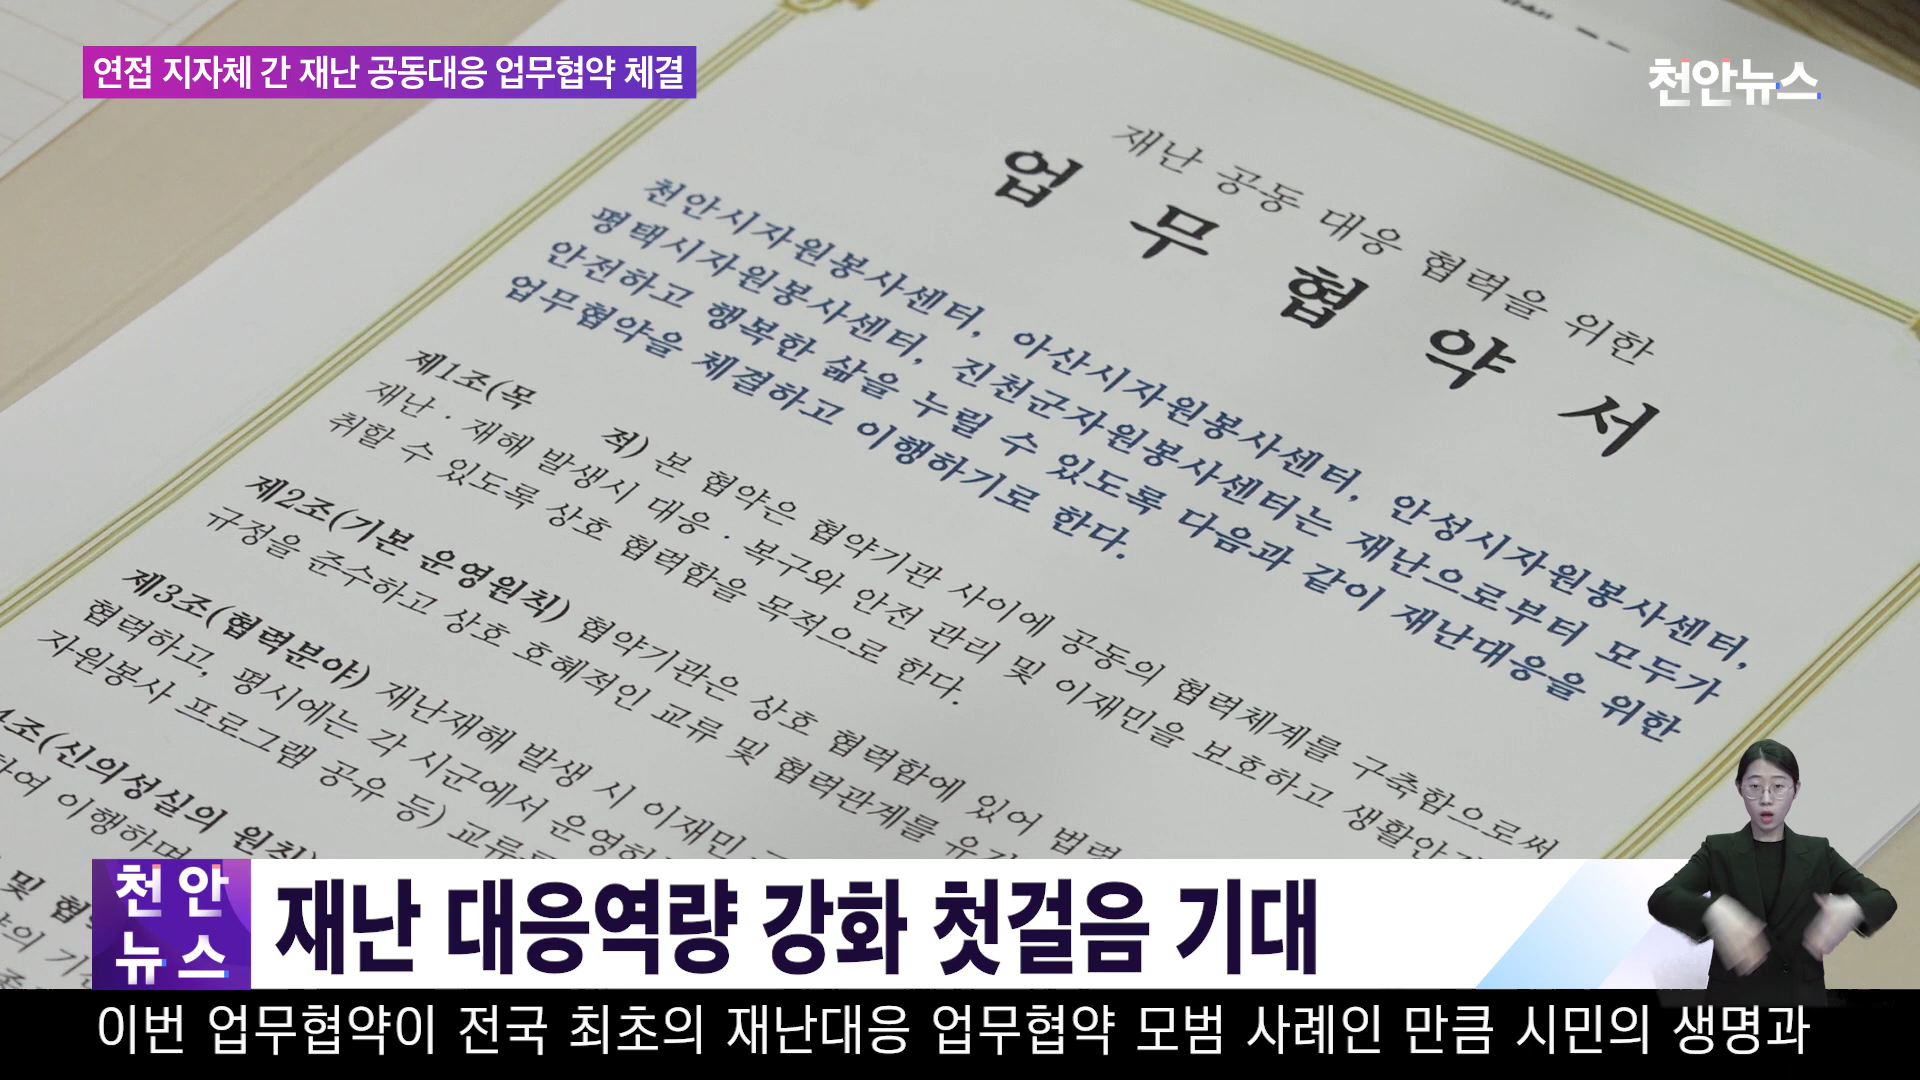 연접 지자체 간 재난 공동대응 업무협약 체결
천안뉴스
재난 공동 대응 협력을 위한
업무협약서
천안시자원봉사센터, 아산시자원봉사센터, 안성시자원봉사센터,
평택시자원봉사센터, 진천군자원봉사센터는 재난으로부터 모두가
안전하고 행복한 삶을 누릴 수 있도록 다음과 같이 재난대응을 위한
업무협약을 체결하고 이행하기로 한다.
제1조(목 적) 본 협약은 협약기관 사이에 공동의 협력체계를 구축함으로써
재난·재해 발생시 대응·복구와 안전 관리 및 이재민을 보호하고
취할 수 있도록 상호 협력함을 목적으로 한다.
제2조(기본 운영원칙) 협약기관은 상호 협력함에 있어 법령
규정을 준수하고 상호 호혜적인 교류 및 협력관계를
제3조(협력분야) 재난재해 발생 시 이재민
협력하고, 평시에는 각 시군에서
자원봉사 프로그램 공유 등)
4조(신의성실의 원칙)
하여 이행하며
및
천안
뉴스
재난 대응역량 강화 첫걸음 기대
이번 업무협약이 전국 최초의 재난대응 업무협약 모범 사례인 만큼 시민의 생명과